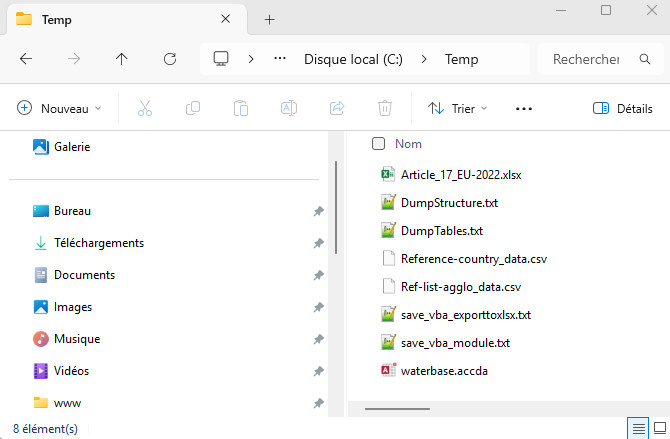 Temp
Disque local (C:) Temp Rechercher
Nouveau Trier Détails
Galerie
Bureau
Téléchargements
Documents
Images
Musique
Vidéos
www
Nom
Article_17_EU-2022.xlsx
DumpStructure.txt
DumpTables.txt
Reference-country_data.csv
Ref-list-agglo_data.csv
save_vba_exporttoxlsx.txt
save_vba_module.txt
waterbase.accda
8 élément(s)